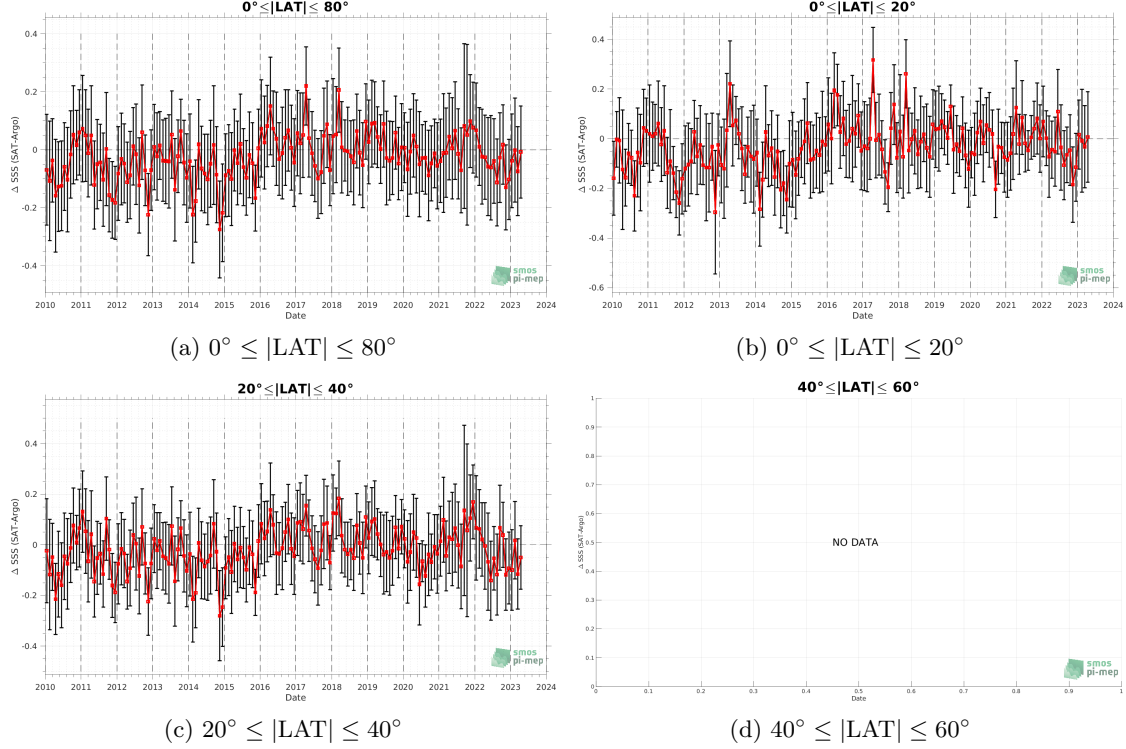 0°≤|LAT|≤ 80°
Δ SSS (SAT-Argo)
0.4
0.2
0
-0.2
-0.4
2010 2011 2012 2013 2014 2015 2016 2017 2018 2019 2020 2021 2022 2023 2024
Date
smos
pi-mep
(a) 0° ≤ |LAT| ≤ 80°
0°≤|LAT|≤ 20°
Δ SSS (SAT-Argo)
0.4
0.2
0
-0.2
-0.4
-0.6
2010 2011 2012 2013 2014 2015 2016 2017 2018 2019 2020 2021 2022 2023 2024
Date
smos
pi-mep
(b) 0° ≤ |LAT| ≤ 20°
20°≤|LAT|≤ 40°
Δ SSS (SAT-Argo)
0.4
0.2
0
-0.2
-0.4
2010 2011 2012 2013 2014 2015 2016 2017 2018 2019 2020 2021 2022 2023 2024
Date
smos
pi-mep
(c) 20° ≤ |LAT| ≤ 40°
40°≤|LAT|≤ 60°
Δ SSS (SAT-Argo)
1
0.9
0.8
0.7
0.6
0.5
0.4
0.3
0.2
0.1
0
NO DATA
0 0.1 0.2 0.3 0.4 0.5 0.6 0.7 0.8 0.9 1
Date
smos
pi-mep
(d) 40° ≤ |LAT| ≤ 60°